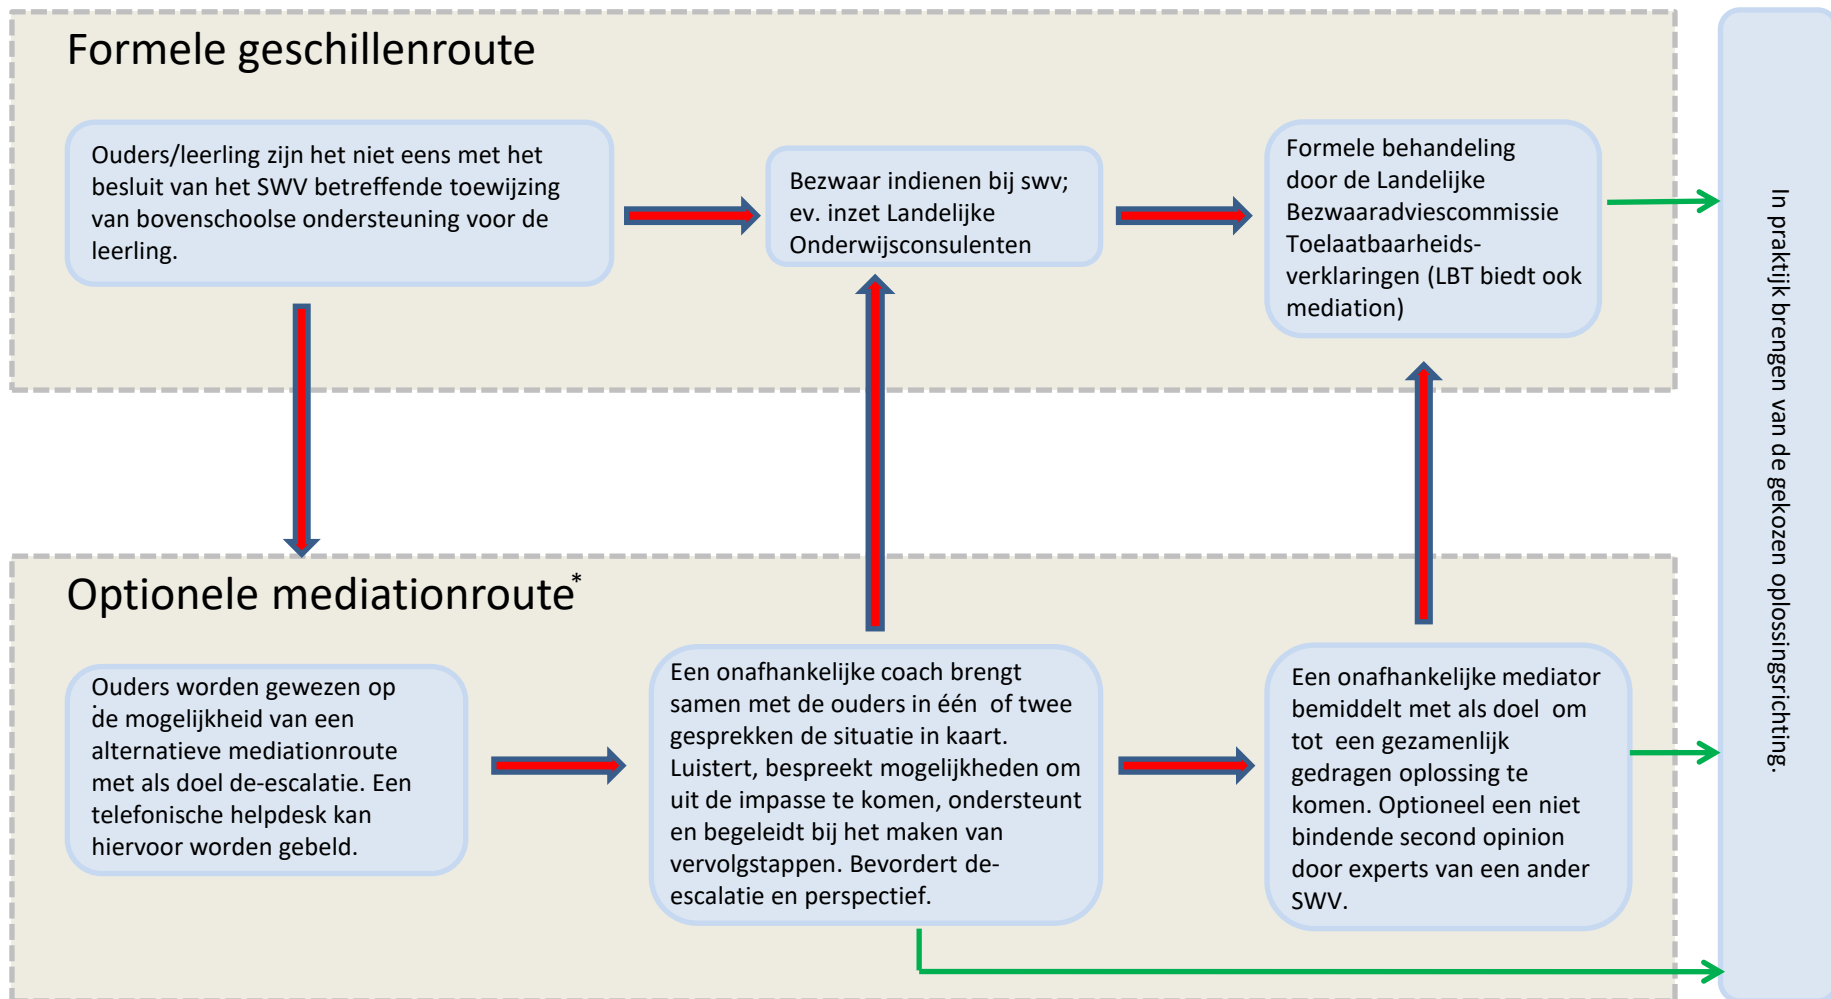 Formele geschillenroute
Ouders/leerling zijn het niet eens met het
besluit van het SWV betreffende toewijzing
van bovenschoolse ondersteuning voor de
leerling.
Bezwaar indienen bij swv;
ev. inzet Landelijke
Onderwijsconsulenten
Formele behandeling
door de Landelijke
Bezwaaradviescommissie
Toelaatbaarheids-
verklaringen (LBT biedt ook
mediation)
Optionele mediationroute*
Ouders worden gewezen op
de mogelijkheid van een
alternatieve mediationroute
met als doel de-escalatie. Een
telefonische helpdesk kan
hiervoor worden gebeld.
Een onafhankelijke coach brengt
samen met de ouders in één of twee
gesprekken de situatie in kaart.
Luistert, bespreekt mogelijkheden om
uit de impasse te komen, ondersteunt
en begeleidt bij het maken van
vervolgstappen. Bevordert de-
escalatie en perspectief.
Een onafhankelijke mediator
bemiddelt met als doel om
tot een gezamenlijk
gedragen oplossing te
komen. Optioneel een niet
bindende second opinion
door experts van een ander
SWV.
In praktijk brengen van de gekozen oplossingsrichting.